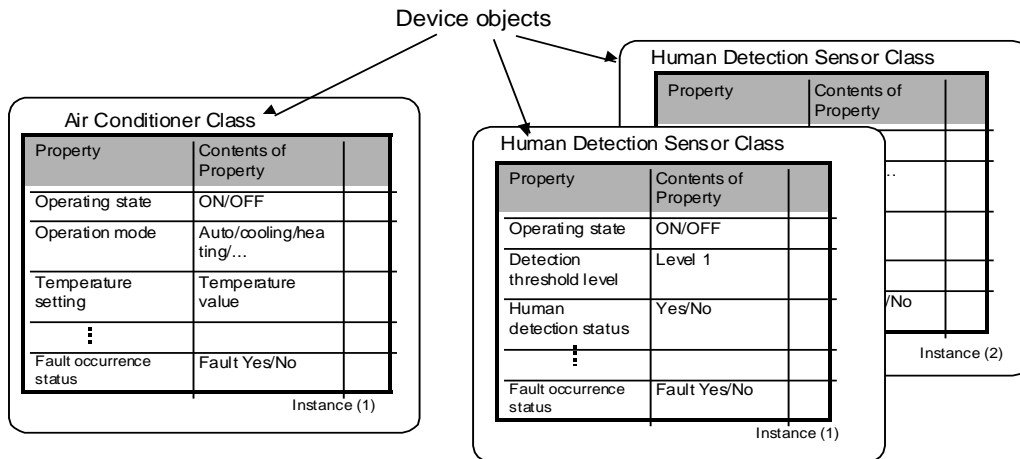 Device objects
Air Conditioner Class
Property Contents of
Property
Operating state ON/OFF
Operation mode Auto/cooling/hea
ting/…
Temperature Temperature
setting value
Fault occurrence Fault Yes/No
status
Instance (1)
Human Detection Sensor Class
Property Contents of
Property
Operating state ON/OFF
Detection Level 1
threshold level
Human Yes/No
detection status
Fault occurrence Fault Yes/No
status
Instance (1)
Human Detection Sensor Class
Property Contents of
Property
..
/No
Instance (2)